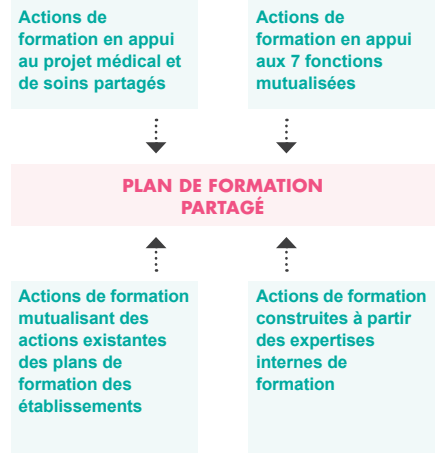 Actions de
formation en appui
au projet médical et
de soins partagés
Actions de
formation en appui
aux 7 fonctions
mutualisées
PLAN DE FORMATION
PARTAGÉ
Actions de formation
mutualisant des
actions existantes
des plans de
formation des
établissements
Actions de formation
construites à partir
des expertises
internes de
formation